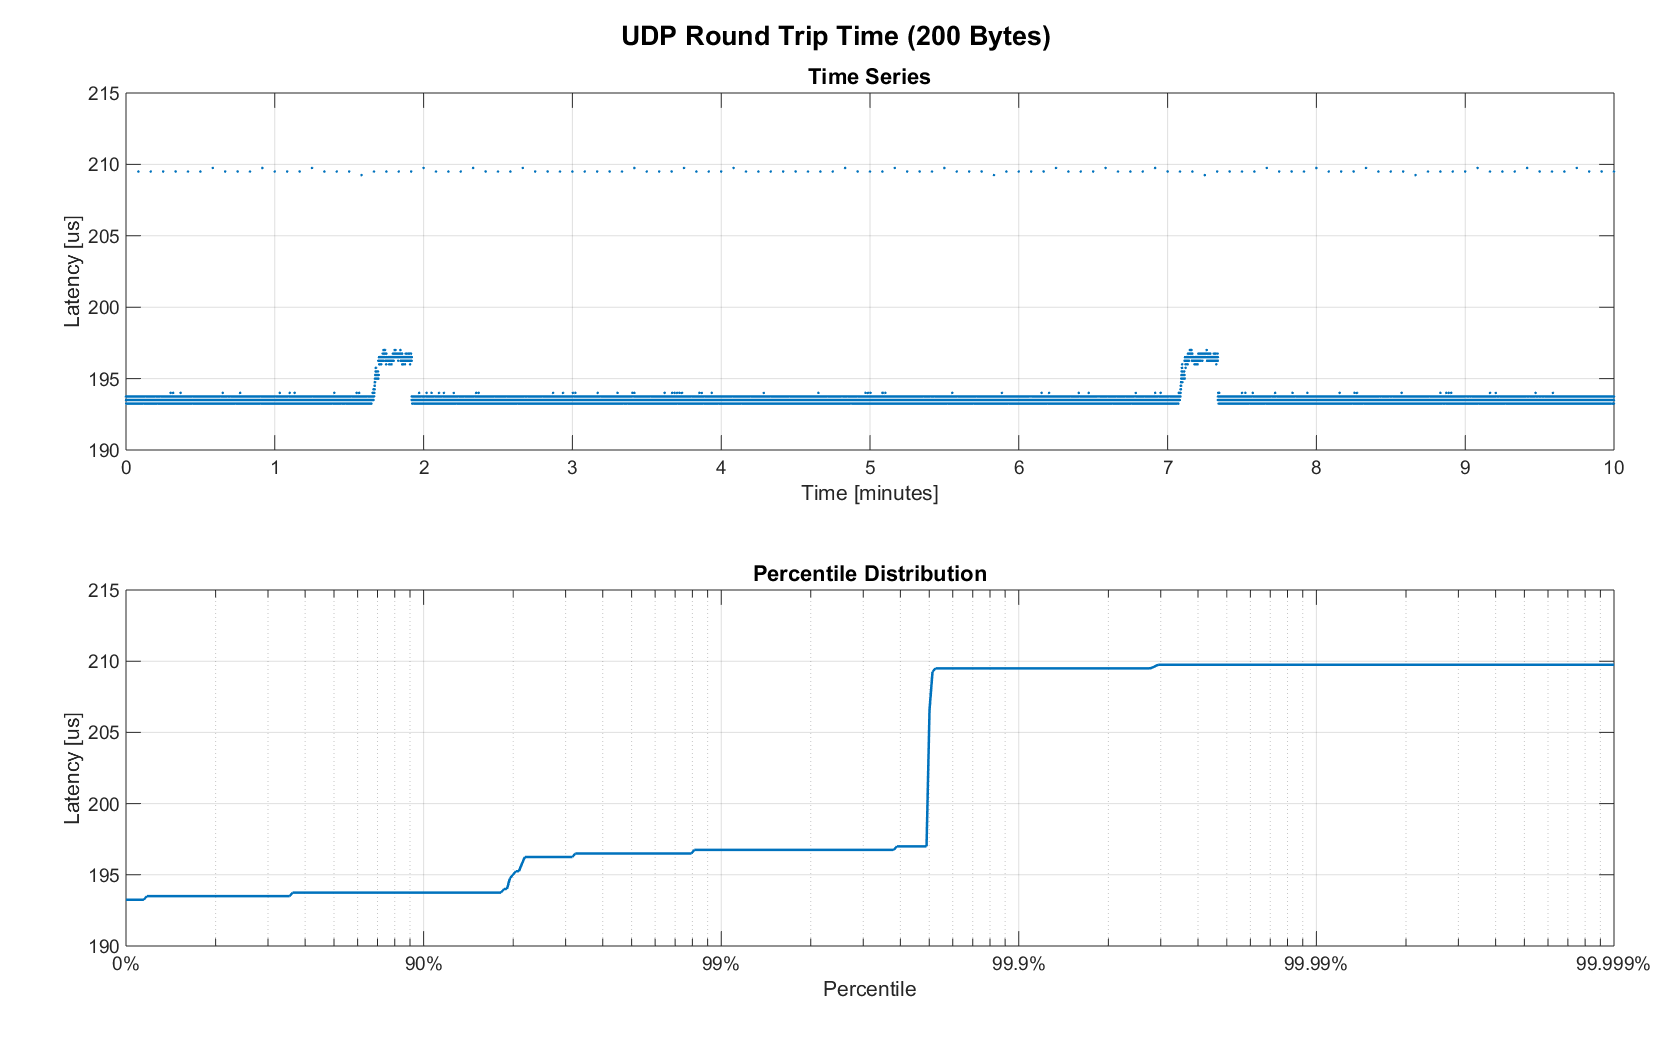 UDP Round Trip Time (200 Bytes)
Time Series
215
210
205
200
195
190
Latency [us]
0 1 2 3 4 5 6 7 8 9 10
Time [minutes]
Percentile Distribution
215
210
205
200
195
190
Latency [us]
0% 90% 99% 99.9% 99.99% 99.999%
Percentile